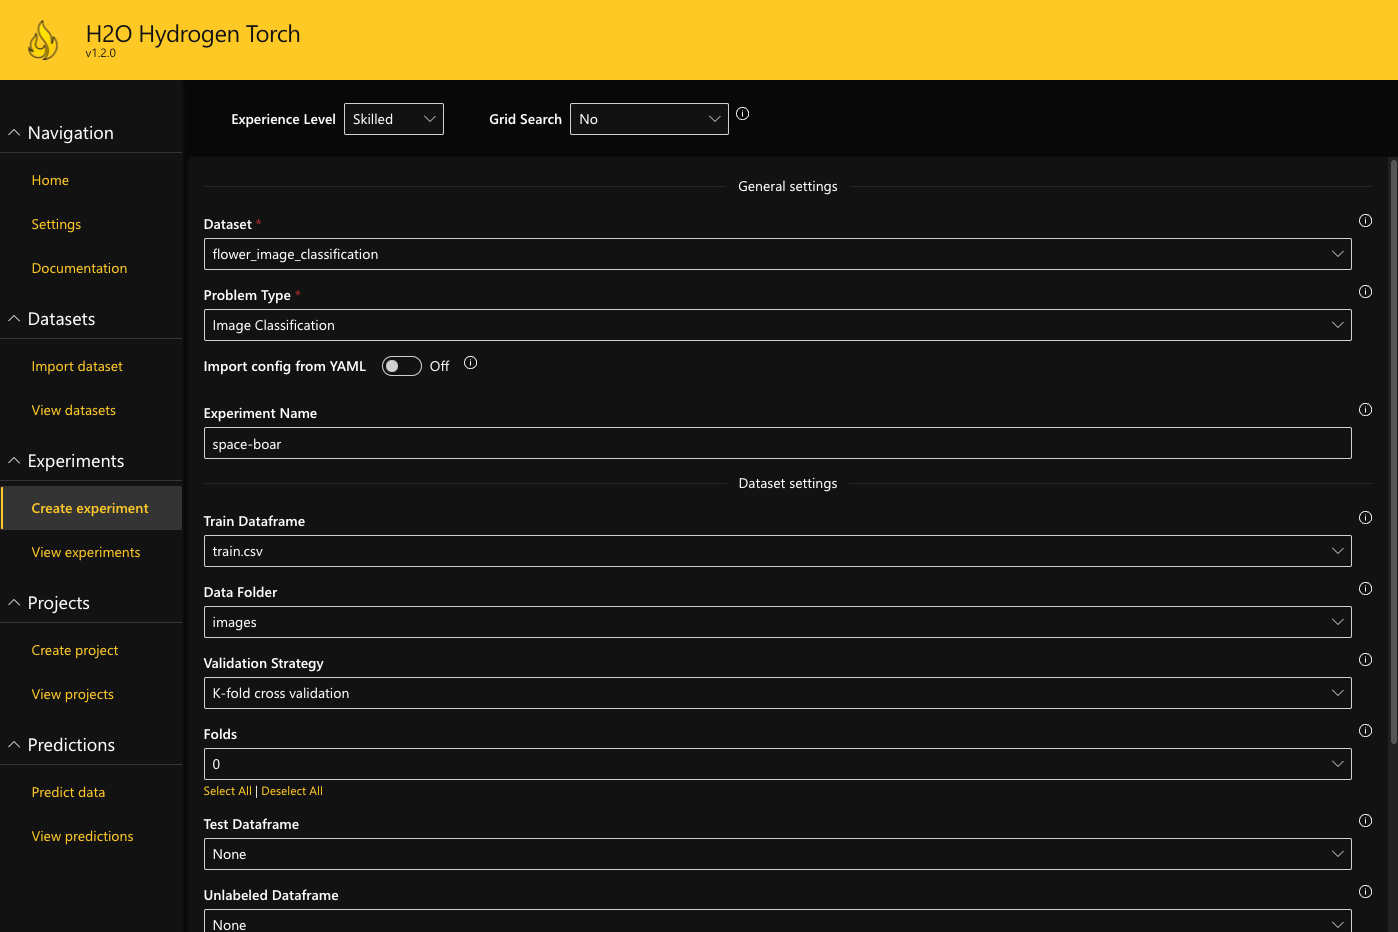 H2O Hydrogen Torch
v1.2.0
Navigation
Home
Settings
Documentation
Datasets
Import dataset
View datasets
Experiments
Create experiment
View experiments
Projects
Create project
View projects
Predictions
Predict data
View predictions
Experience Level Skilled Grid Search No
General settings
Dataset *
flower_image_classification
Problem Type *
Image Classification
Import config from YAML Off
Experiment Name
space-boar
Dataset settings
Train Dataframe
train.csv
Data Folder
images
Validation Strategy
K-fold cross validation
Folds
0
Select All | Deselect All
Test Dataframe
None
Unlabeled Dataframe
None